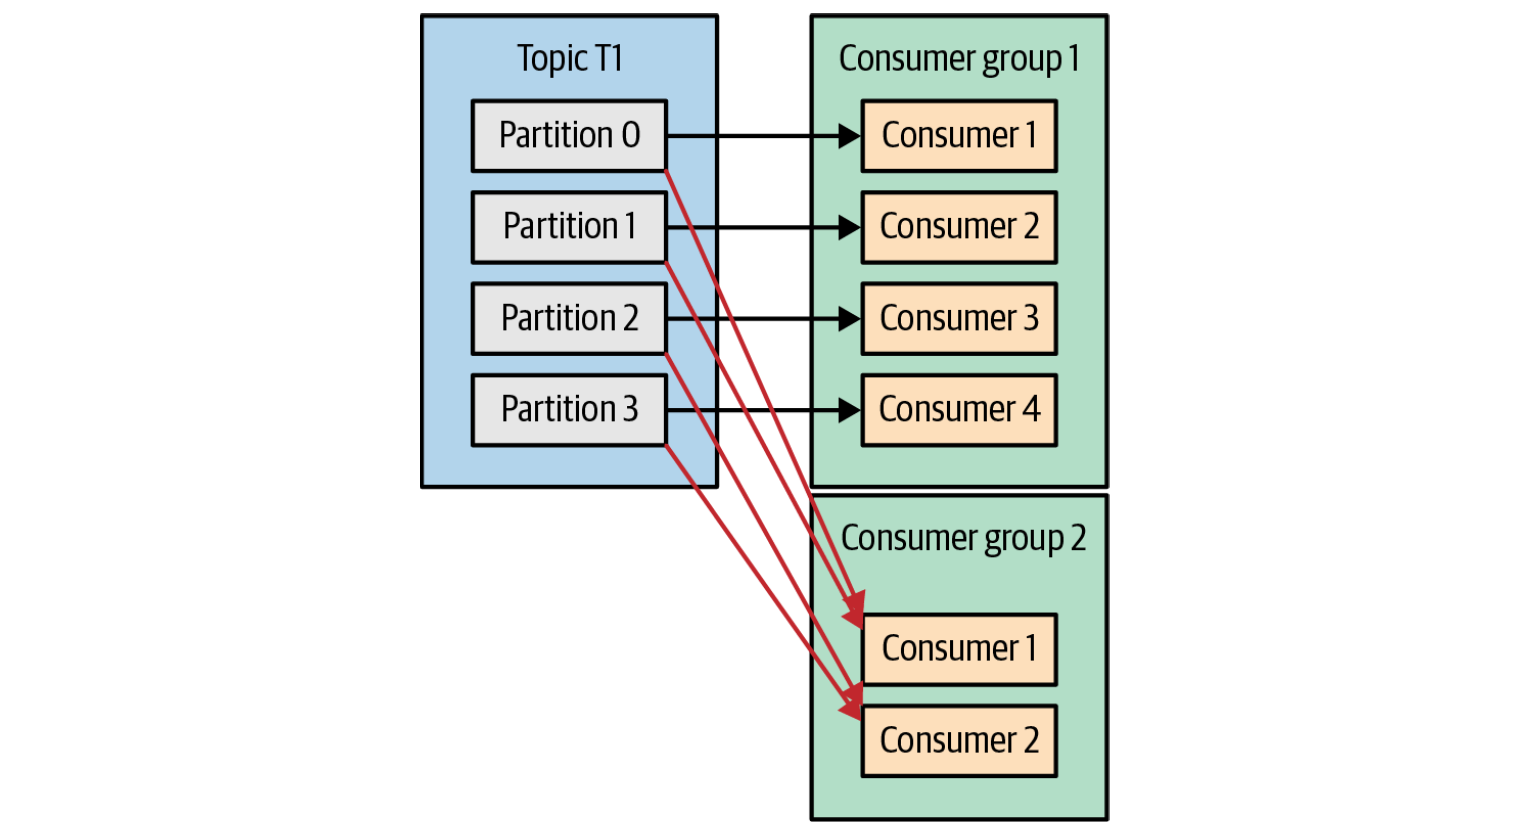 Topic T1
Partition 0
Partition 1
Partition 2
Partition 3
Consumer group 1
Consumer 1
Consumer 2
Consumer 3
Consumer 4
Consumer group 2
Consumer 1
Consumer 2